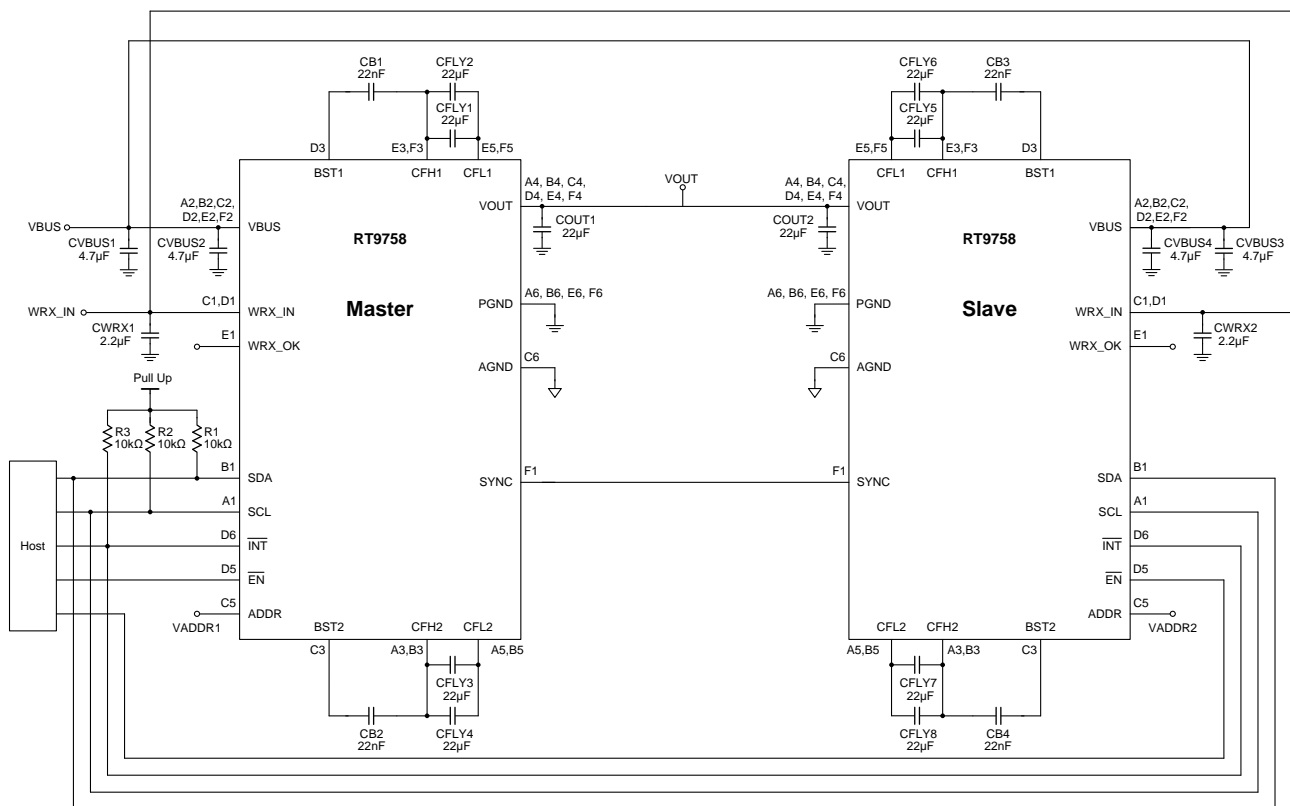 CB1
22nF
CFLY2
22µF
CFLY1
22µF
CFLY6
22µF
CFLY5
22µF
CB3
22nF
D3
E3,F3
E5,F5
E5,F5
E3,F3
D3
BST1
CFH1
CFL1
CFL1
CFH1
BST1
A4, B4, C4,
D4, E4, F4
VOUT
A4, B4, C4,
D4, E4, F4
VOUT
VOUT
COUT1
22µF
COUT2
22µF
A2,B2,C2,
D2,E2,F2
VBUS
VBUS
CVBUS1
4.7µF
CVBUS2
4.7µF
A2,B2,C2,
D2,E2,F2
VBUS
CVBUS4
4.7µF
CVBUS3
4.7µF
RT9758
RT9758
Master
Slave
WRX_IN
C1,D1
WRX_IN
CWRX1
2.2µF
E1
WRX_OK
A6, B6, E6, F6
PGND
A6, B6, E6, F6
PGND
C1,D1
WRX_IN
CWRX2
2.2µF
E1
WRX_OK
C6
AGND
C6
AGND
Pull Up
R3
10kΩ
R2
10kΩ
R1
10kΩ
Host
B1
SDA
A1
SCL
D6
INT
D5
EN
C5
ADDR
VADDR1
F1
SYNC
F1
SYNC
B1
SDA
A1
SCL
D6
INT
D5
EN
C5
ADDR
VADDR2
BST2
CFH2
CFL2
CFL2
CFH2
BST2
C3
A3,B3
A5,B5
A5,B5
A3,B3
C3
CFLY3
22µF
CFLY7
22µF
CB2
22nF
CFLY4
22µF
CFLY8
22µF
CB4
22nF